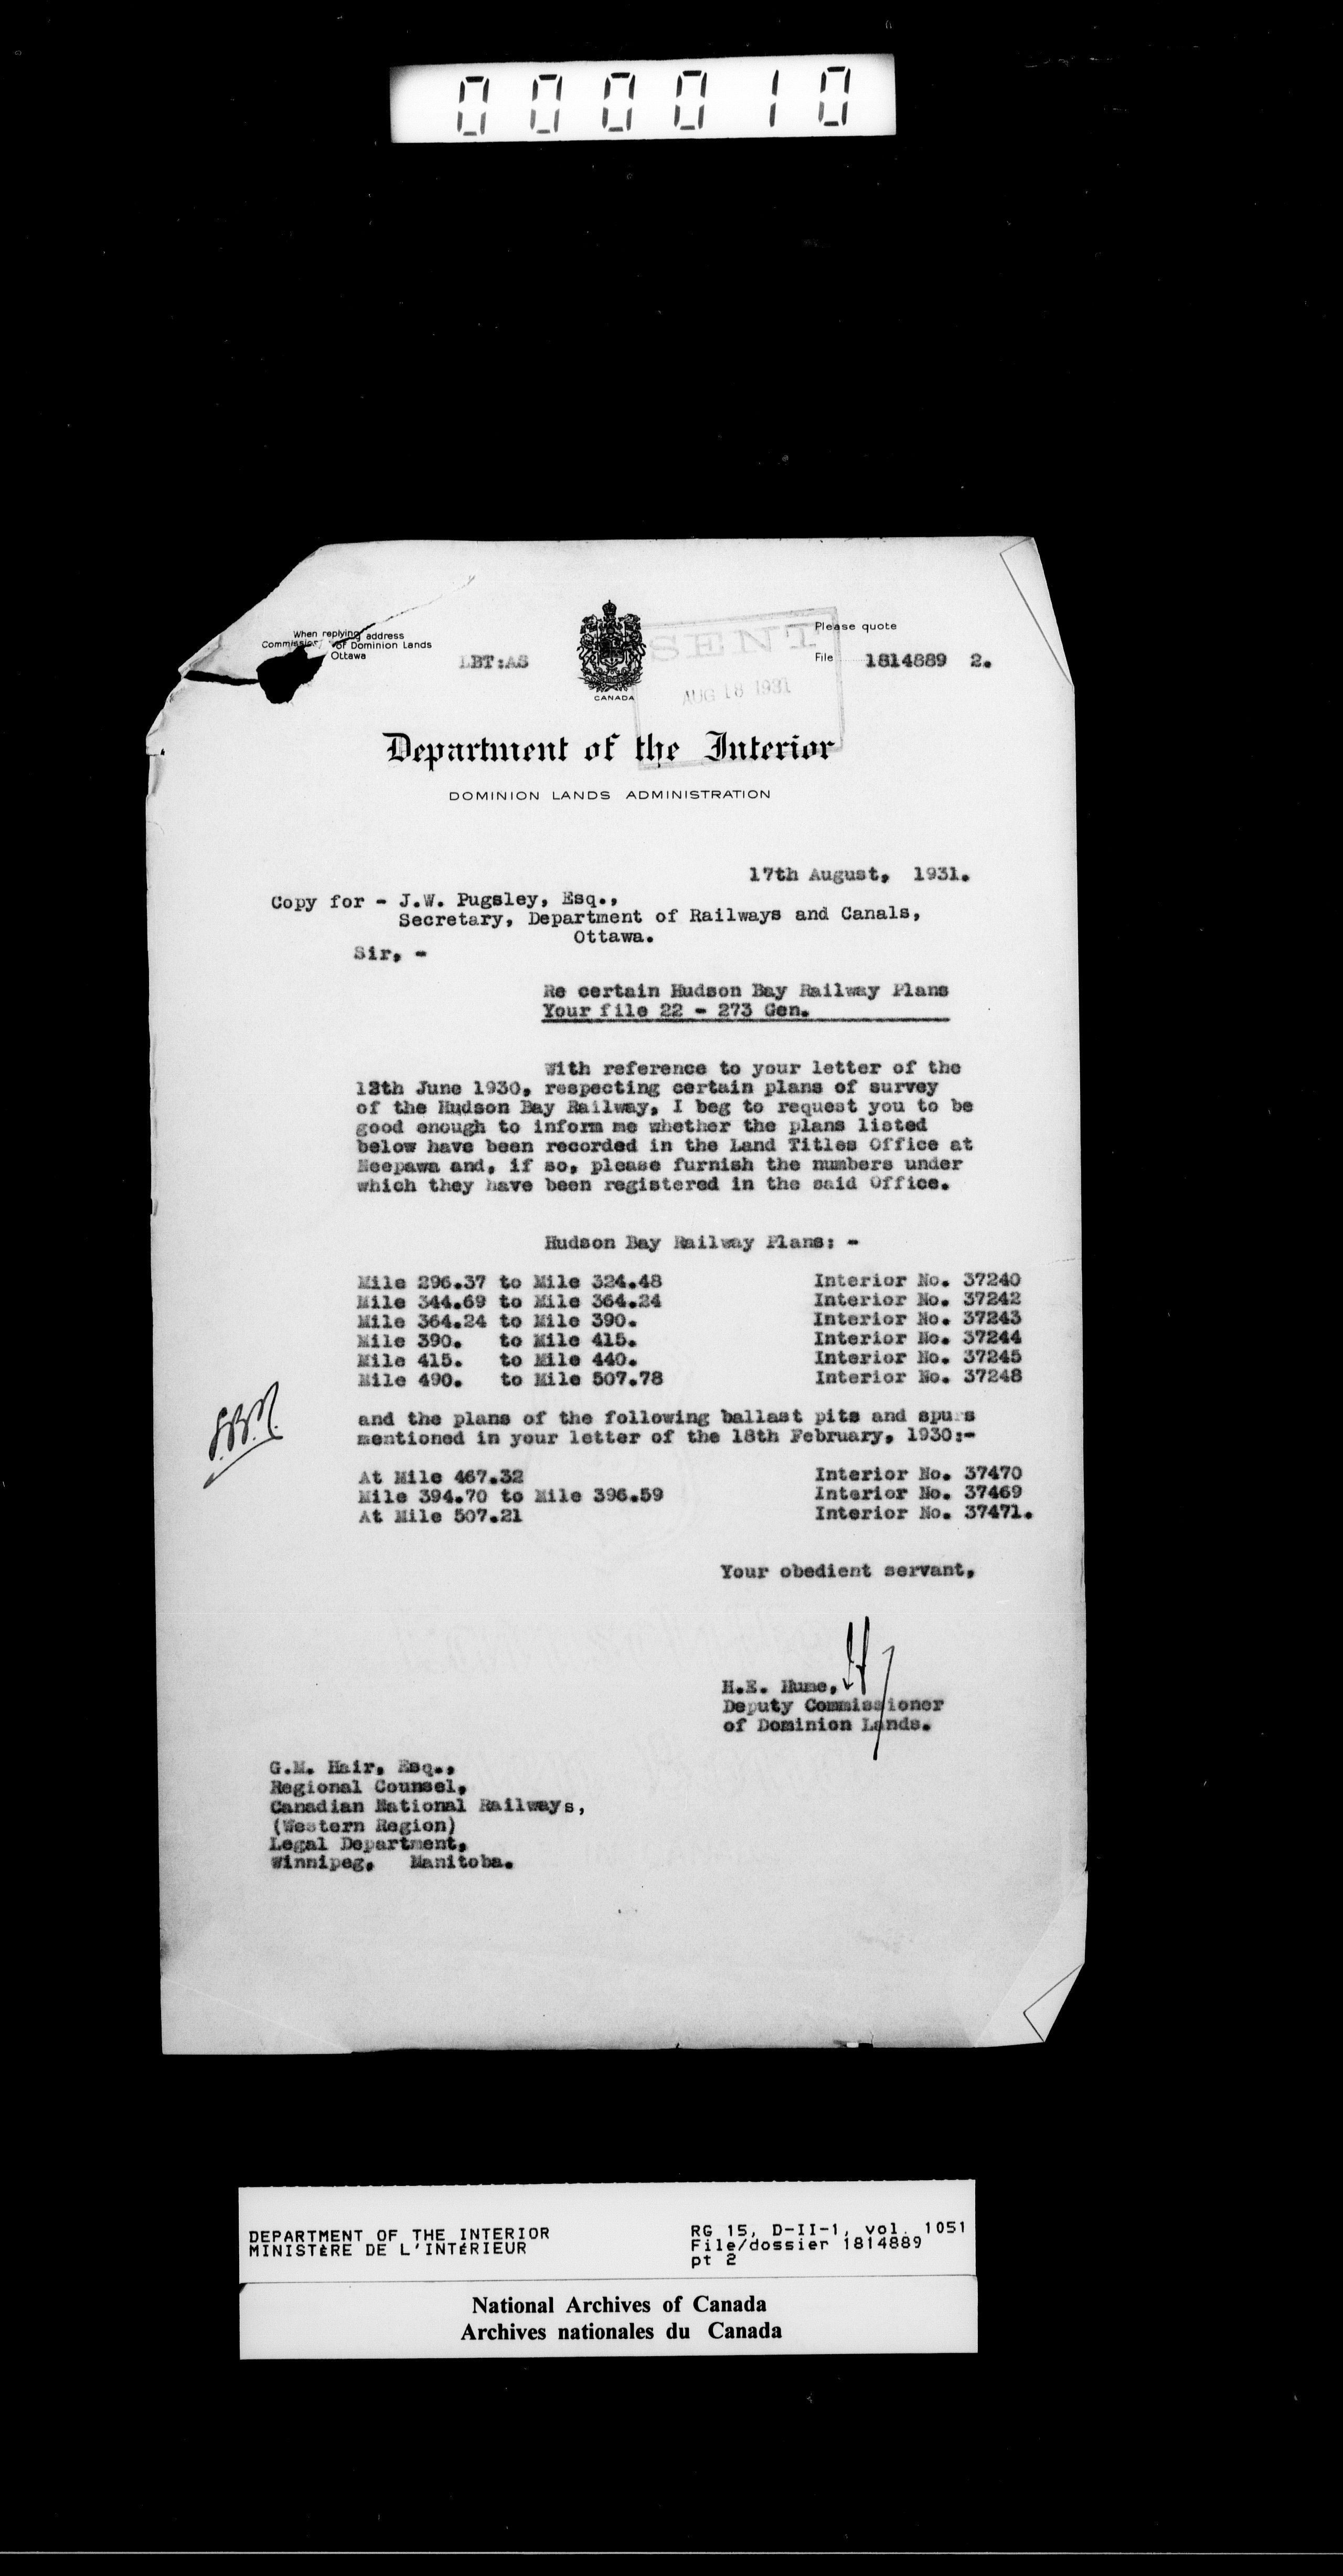 000010
When replying address
Commissioner of Dominion Lands
Ottawa
LBT:AS
CANADA
SENT
AUG 18 1931
Please quote
File 1814889 2.
Department of the Interior
DOMINION LANDS ADMINISTRATION
17th August, 1931.
Copy for - J.W. Pugsley, Esq.,
Secretary, Department of Railways and Canals,
Ottawa.
Sir, -
Re certain Hudson Bay Railway Plans
Your file 22 - 273 Gen.
With reference to your letter of the
June 1930, respecting certain plans of survey
of the Hudson Bay Railway, I beg to request you to be
good enough to inform me whether the plans listed
below have been recorded in the Land Titles Office at
Neepawa and, if so, please furnish the numbers under
which they have been registered in the said Office.
Hudson Bay Railway Plans: -
Mile 296.37 to Mile 324.48 Interior No. 37240
Mile 344.69 to Mile 364.24 Interior No. 37242
Mile 364.24 to Mile 390. Interior No. 37243
Mile 390. to Mile 415. Interior No. 37244
Mile 415. to Mile 440. Interior No. 37245
Mile 490. to Mile 507.78 Interior No. 37248
and the plans of the following ballast pits and spurs
mentioned in your letter of the 18th February, 1930:-
At Mile 467.32 Interior No. 37470
Mile 394.70 to Mile 396.59 Interior No. 37469
At Mile 507.21 Interior No. 37471.
Your obedient servant,
H.E. Hume,
Deputy Commissioner
of Dominion Lands.
G.M. Hair, Esq.,
Regional Counsel,
Canadian National Railways,
(Western Region)
Legal Department,
Winnipeg, Manitoba.
DEPARTMENT OF THE INTERIOR
MINISTÈRE DE L'INTÉRIEUR
RG 15, D-II-1, vol. 1051
File/dossier 1814889
pt 2
National Archives of Canada
Archives nationales du Canada